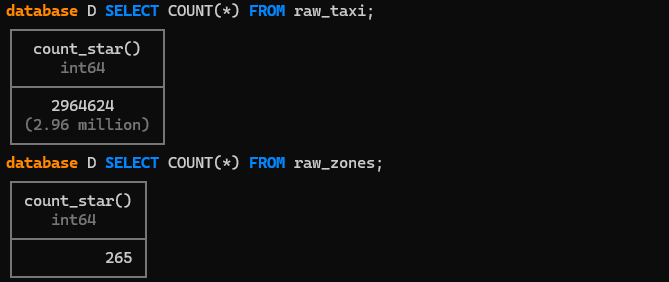 database D SELECT COUNT(*) FROM raw_taxi;
count_star()
int64
2964624
(2.96 million)
database D SELECT COUNT(*) FROM raw_zones;
count_star()
int64
265